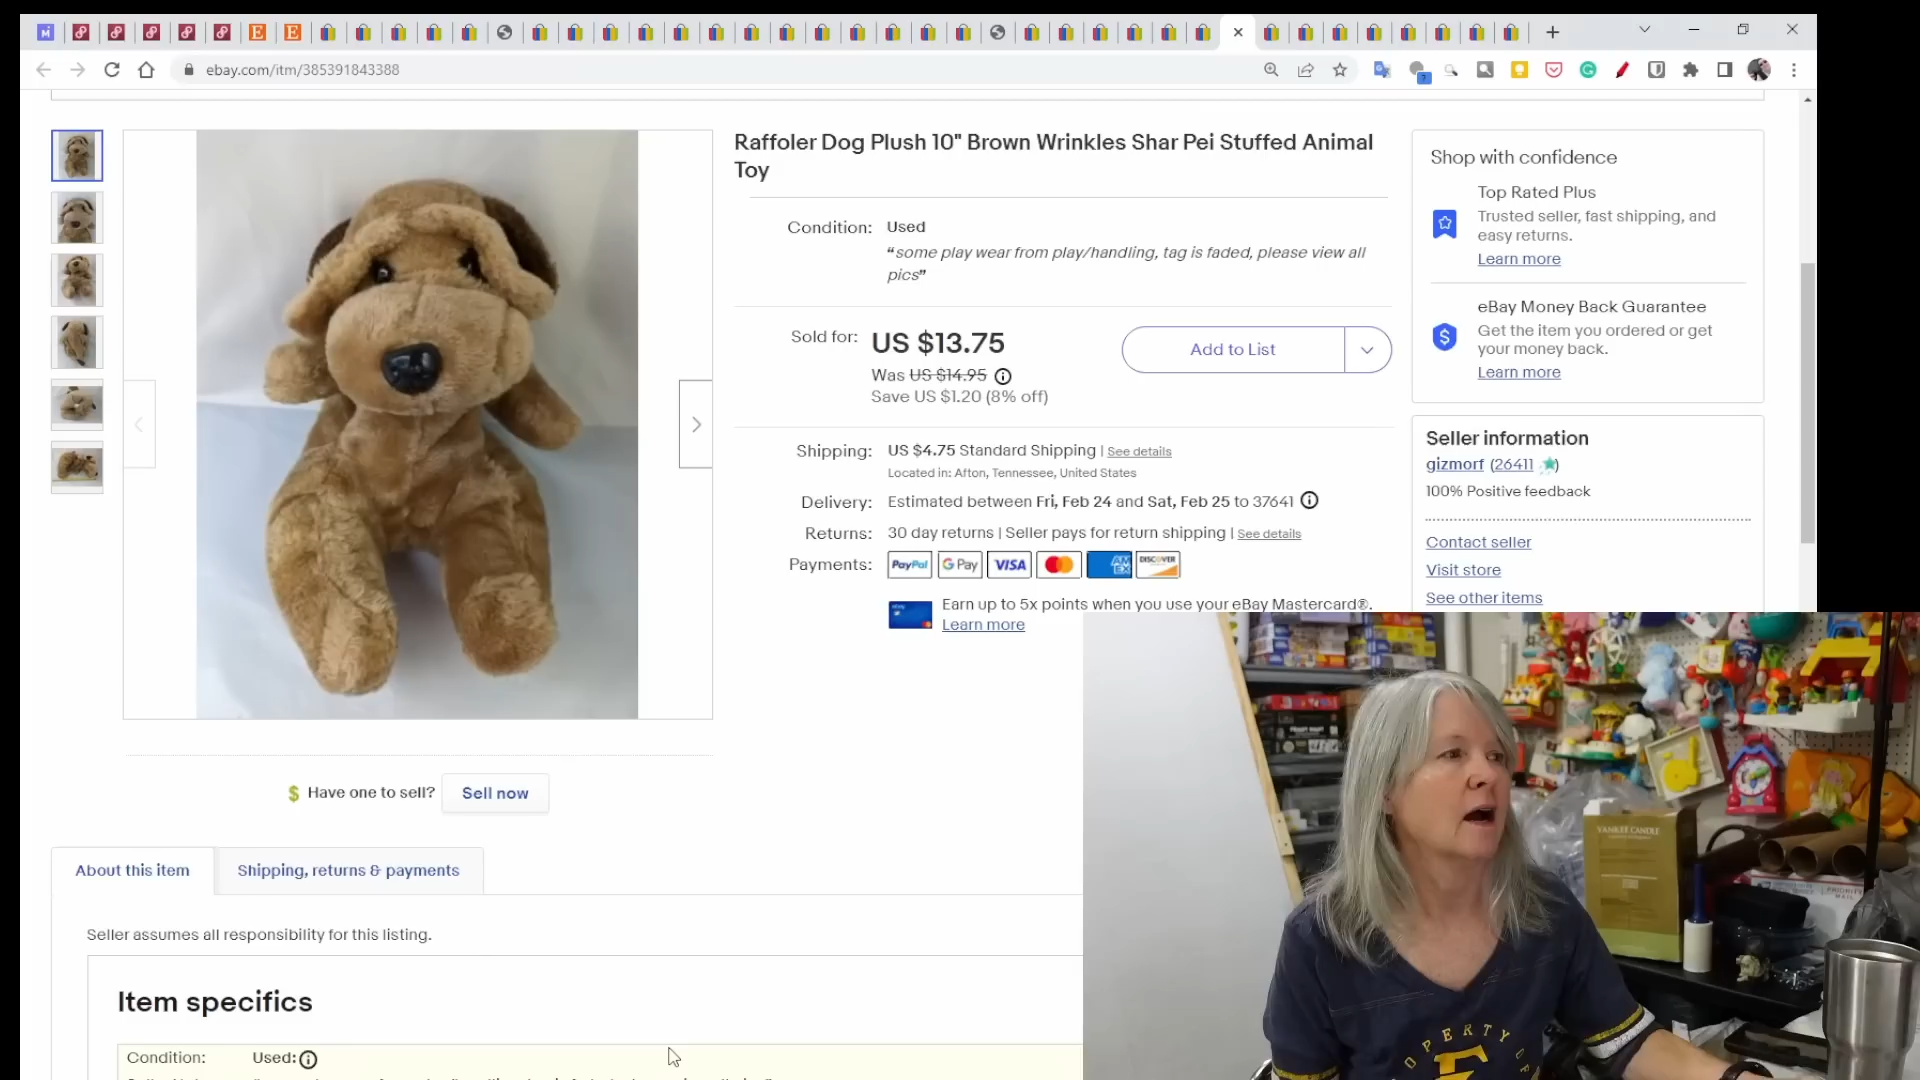 ebay.com/itm/385391843388
Raffoler Dog Plush 10" Brown Wrinkles Shar Pei Stuffed Animal
Toy
Condition: Used
“some play wear from play/handling, tag is faded, please view all
pics”
Sold for: US $13.75
Add to List
Was US $14.95
Save US $1.20 (8% off)
Shipping: US $4.75 Standard Shipping | See details
Located in: Afton, Tennessee, United States
Delivery: Estimated between Fri, Feb 24 and Sat, Feb 25 to 37641
Returns: 30 day returns | Seller pays for return shipping | See details
Payments: PayPal G Pay VISA AM EX DISCOVER
Earn up to 5x points when you use your eBay Mastercard®.
Learn more
Shop with confidence
Top Rated Plus
Trusted seller, fast shipping, and
easy returns.
Learn more
eBay Money Back Guarantee
Get the item you ordered or get
your money back.
Learn more
Seller information
gizmorf (26411)
100% Positive feedback
Contact seller
Visit store
See other items
$ Have one to sell? Sell now
About this item
Shipping, returns & payments
Seller assumes all responsibility for this listing.
Item specifics
Condition: Used:
YANKEE CANDLE
PRIORITY
MAIL